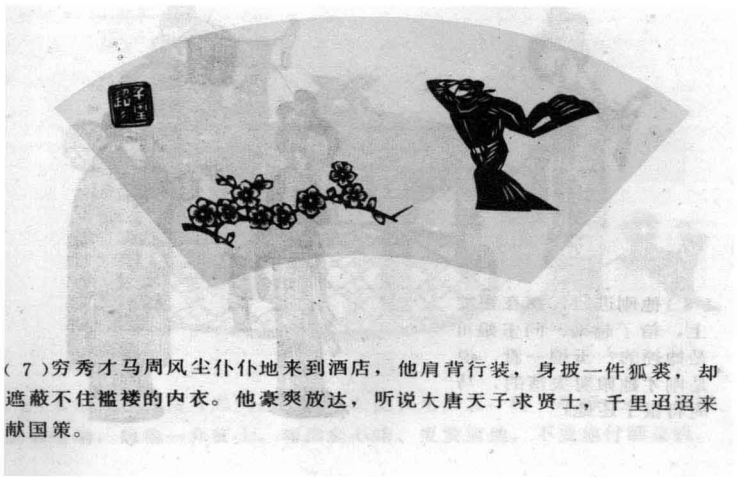 (7)穷秀才马周风尘仆仆地来到酒店，他肩背行装，身披一件狐裘，却
遮蔽不住褴褛的内衣。他豪爽放达，听说大唐天子求贤士，千里迢迢来
献国策。